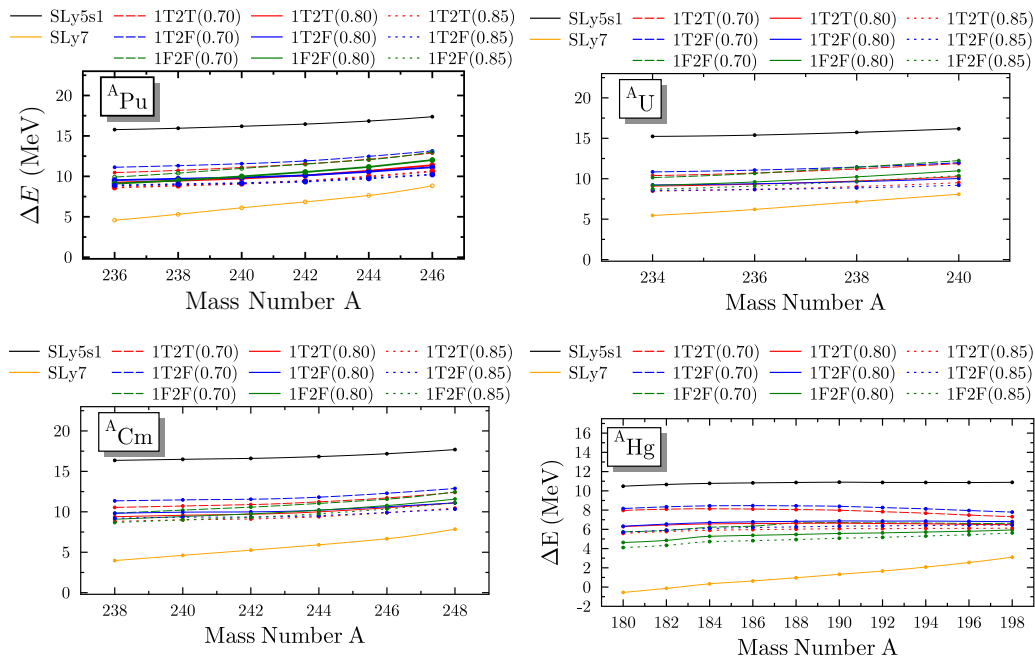 SLy5s1 1T2T(0.70) 1T2T(0.80) 1T2T(0.85)
SLy7 1T2F(0.70) 1T2F(0.80) 1T2F(0.85)
1F2F(0.70) 1F2F(0.80) 1F2F(0.85)
20
15
10
5
0
ΔE (MeV)
ᴬPu
236 238 240 242 244 246
Mass Number A
SLy5s1 1T2T(0.70) 1T2T(0.80) 1T2T(0.85)
SLy7 1T2F(0.70) 1T2F(0.80) 1T2F(0.85)
1F2F(0.70) 1F2F(0.80) 1F2F(0.85)
20
15
10
5
0
ᴬU
234 236 238 240
Mass Number A
SLy5s1 1T2T(0.70) 1T2T(0.80) 1T2T(0.85)
SLy7 1T2F(0.70) 1T2F(0.80) 1T2F(0.85)
1F2F(0.70) 1F2F(0.80) 1F2F(0.85)
20
15
10
5
0
ΔE (MeV)
ᴬCm
238 240 242 244 246 248
Mass Number A
SLy5s1 1T2T(0.70) 1T2T(0.80) 1T2T(0.85)
SLy7 1T2F(0.70) 1T2F(0.80) 1T2F(0.85)
1F2F(0.70) 1F2F(0.80) 1F2F(0.85)
16
14
12
10
8
6
4
2
0
-2
ΔE (MeV)
ᴬHg
180 182 184 186 188 190 192 194 196 198
Mass Number A